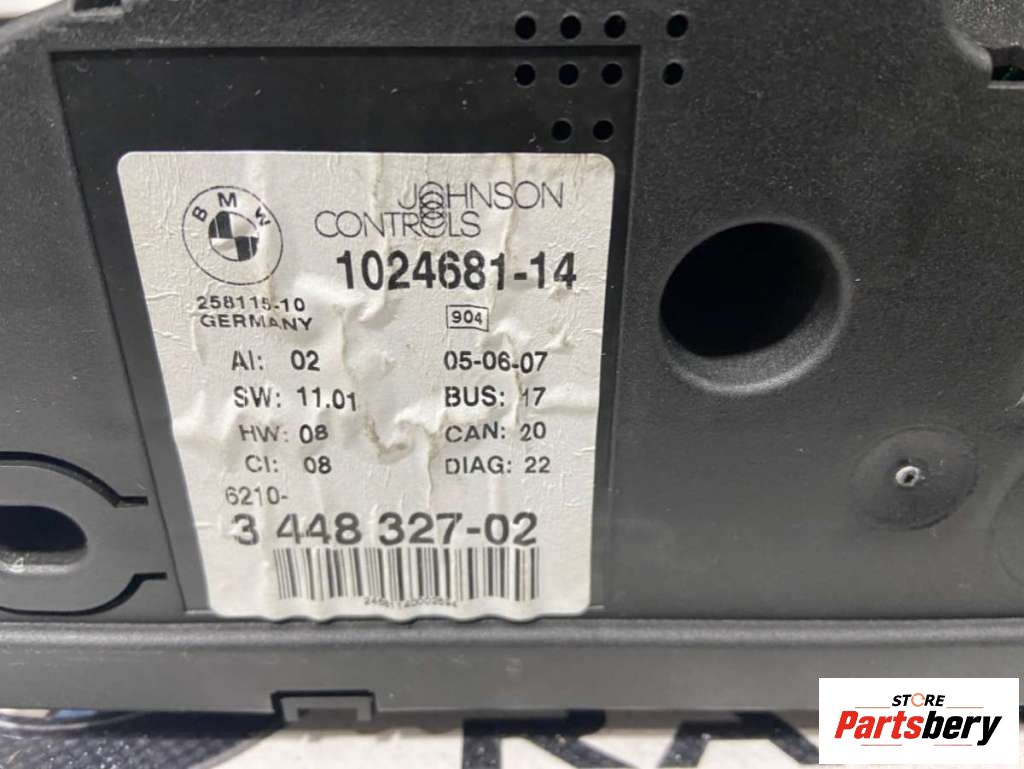 BMW
JOHNSON
CONTROLS
1024681-14
258115-10
GERMANY
904
AI: 02 05-06-07
SW: 11.01 BUS: 17
HW: 08 CAN: 20
CI: 08 DIAG: 22
6210-
3 448 327-02
STORE
Partsbery